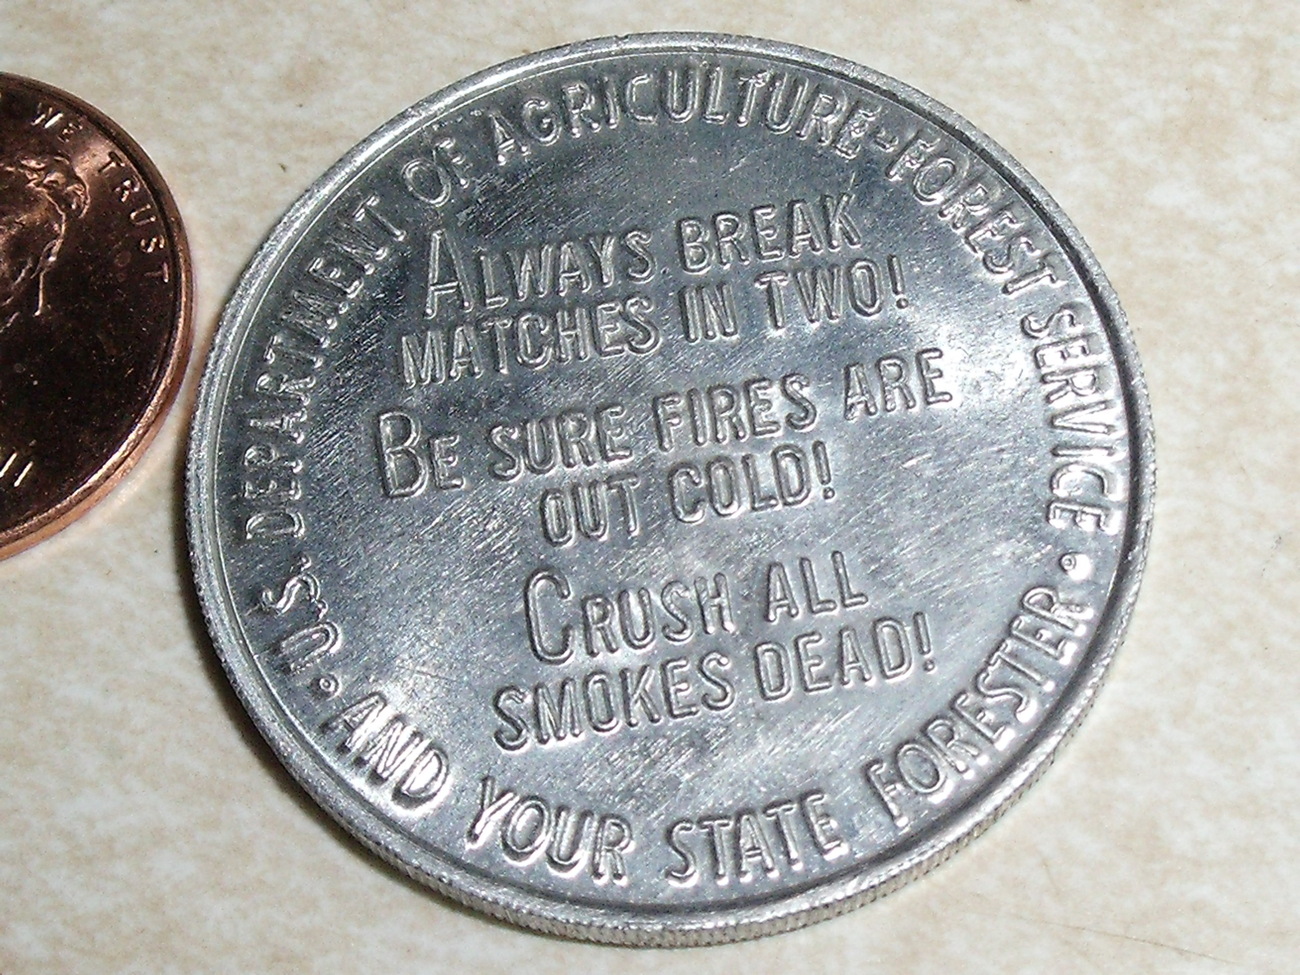 WE TRUST
11
U.S. DEPARTMENT OF AGRICULTURE-FOREST SERVICE •
ALWAYS BREAK
MATCHES IN TWO!
BE SURE FIRES ARE
OUT COLD!
CRUSH ALL
SMOKES DEAD!
• AND YOUR STATE FORESTER